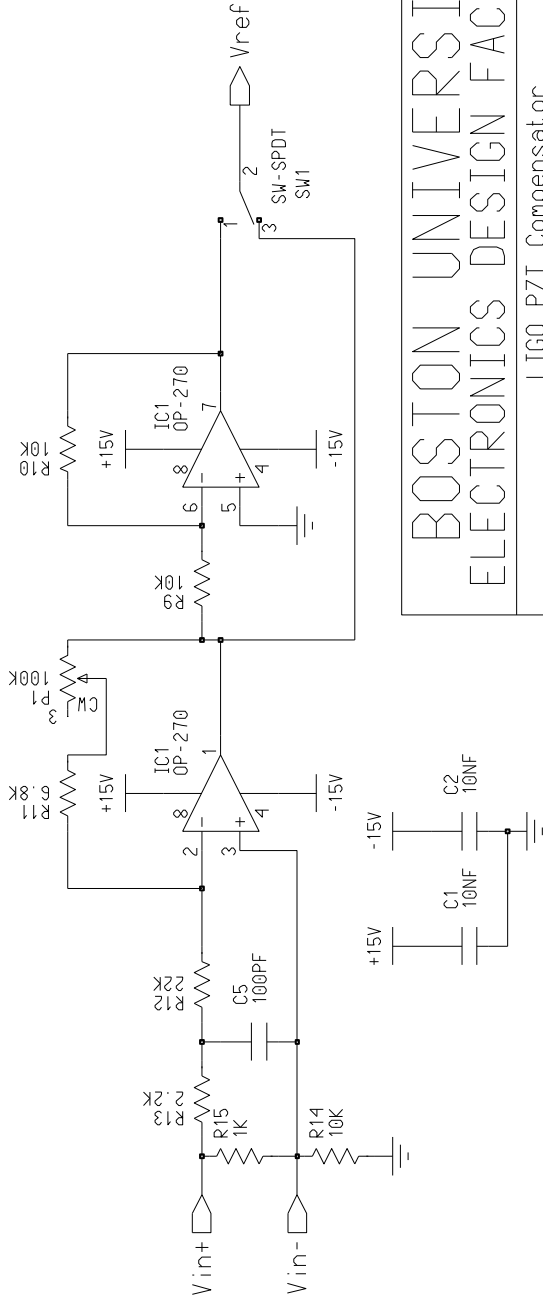 Vin+
Vin-
R13
2.2K
R15
1K
R14
10K
R12
22K
C5
100PF
R11
6.8K
P1
100K
3
CW
+15V
IC1
OP-270
2
3
8
4
1
-
+
-15V
R9
10K
R10
10K
+15V
IC1
OP-270
6
5
8
4
7
-
+
-15V
1
2
3
SW-SPDT
SW1
Vref
+15V
C1
10NF
-15V
C2
10NF
BOSTON UNIVERSI
ELECTRONICS DESIGN FAC
LIGO PZT Compensator